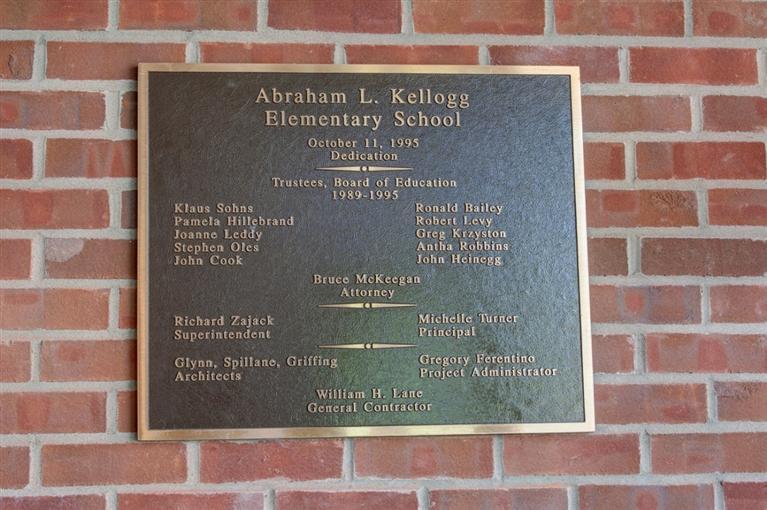 Abraham L. Kellogg
Elementary School
October 11, 1995
Dedication
Trustees, Board of Education
1989-1995
Klaus Sohns
Pamela Hillebrand
Joanne Leddy
Stephen Oles
John Cook
Ronald Bailey
Robert Levy
Greg Krzyston
Antha Robbins
John Heinegg
Bruce McKeegan
Attorney
Richard Zajack
Superintendent
Michelle Turner
Principal
Glynn, Spillane, Griffing
Architects
Gregory Ferentino
Project Administrator
William H. Lane
General Contractor